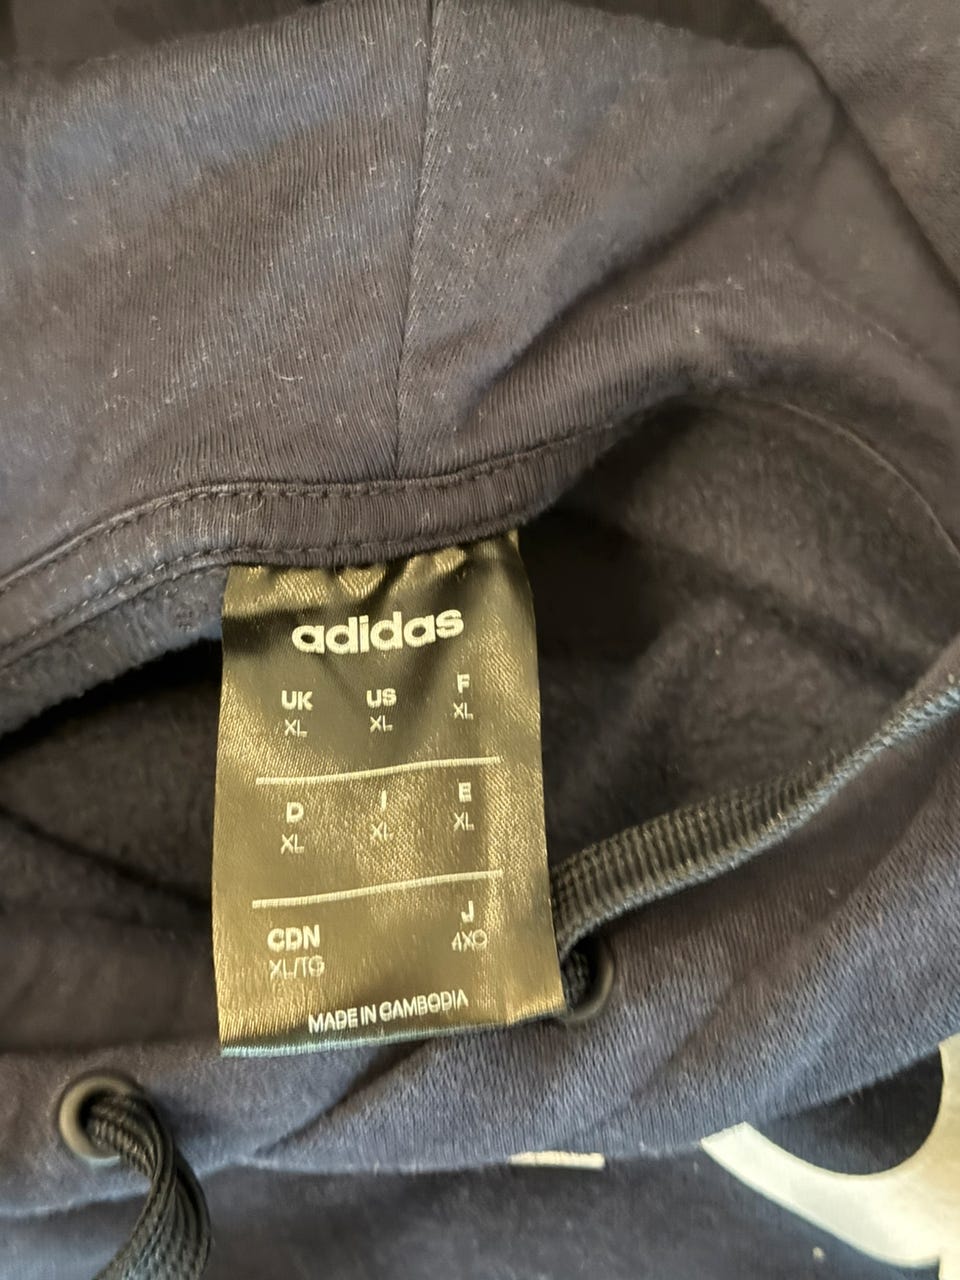 adidas
UK US F
XL XL XL
D I E
XL XL XL
CDN J
XL/TG 4XO
MADE IN CAMBODIA